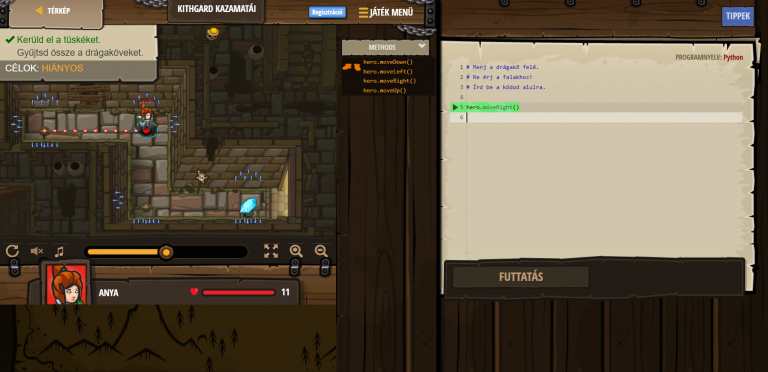 TÉRKÉP
KITHGARD KAZAMATÁI
Regisztráció
JÁTÉK MENÜ
TIPPEK
Kerüld el a tüskéket.
Gyűjtsd össze a drágaköveket.
CÉLOK: HIÁNYOS
METHODS
hero.moveDown()
hero.moveLeft()
hero.moveRight()
hero.moveUp()
PROGRAMNYELV: Python
1 # Menj a drágakő felé.
2 # Ne érj a falakhoz!
3 # Írd be a kódod alulra.
4
5 hero.moveRight()
6
FUTTATÁS
ANYA 11